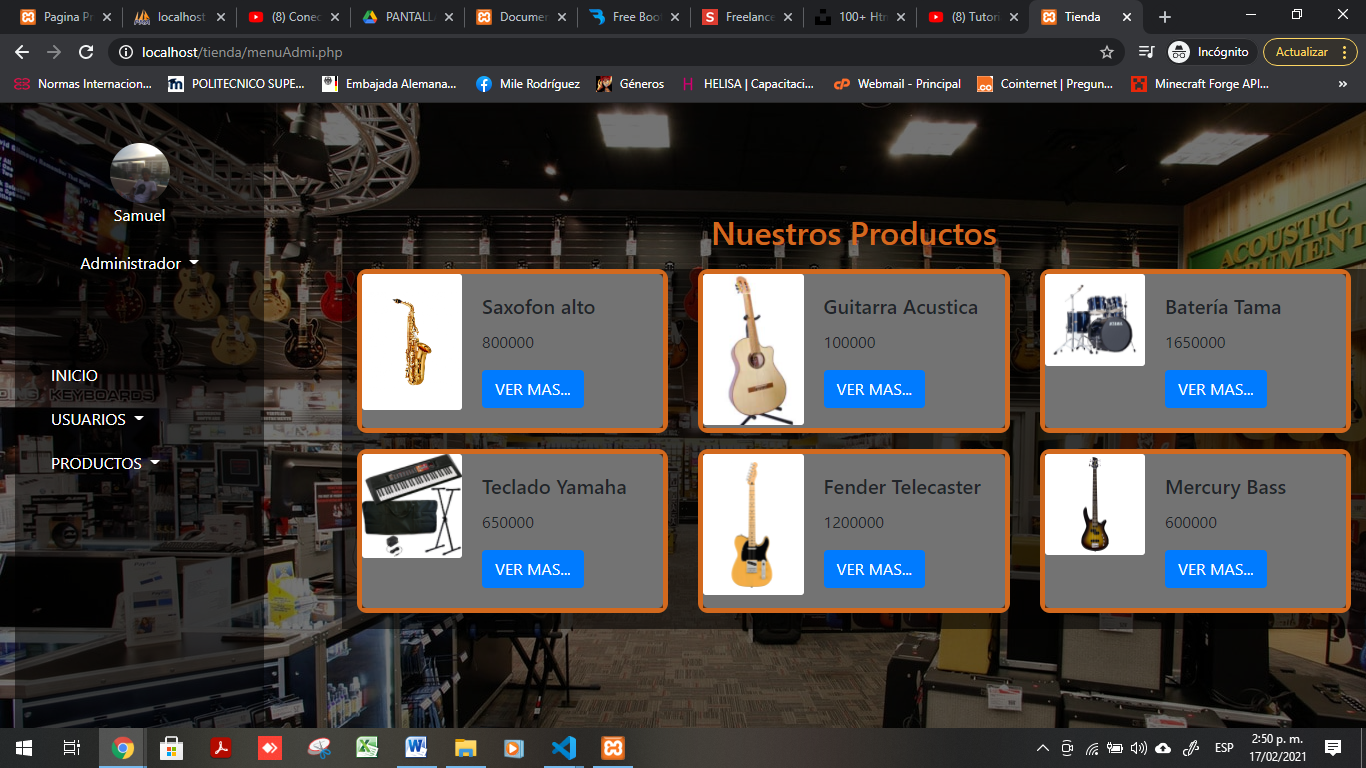 Pagina Pr
localhost
(8) Conec
PANTALLA
Documen
Free Boot
Freelance
100+ Htm
(8) Tutori
Tienda
localhost/tienda/menuAdmi.php
Incógnito
Actualizar
Normas Internacion...
POLITECNICO SUPE...
Embajada Alemana...
Mile Rodríguez
Géneros
HELISA | Capacitaci...
Webmail - Principal
Cointernet | Pregun...
Minecraft Forge API...
»
Samuel
Administrador
INICIO
USUARIOS
PRODUCTOS
ACOUSTIC
KEYBOARDS
Nuestros Productos
Saxofon alto
800000
VER MAS...
Guitarra Acustica
100000
VER MAS...
Batería Tama
1650000
VER MAS...
Teclado Yamaha
650000
VER MAS...
Fender Telecaster
1200000
VER MAS...
Mercury Bass
600000
VER MAS...
ESP
2:50 p. m.
17/02/2021